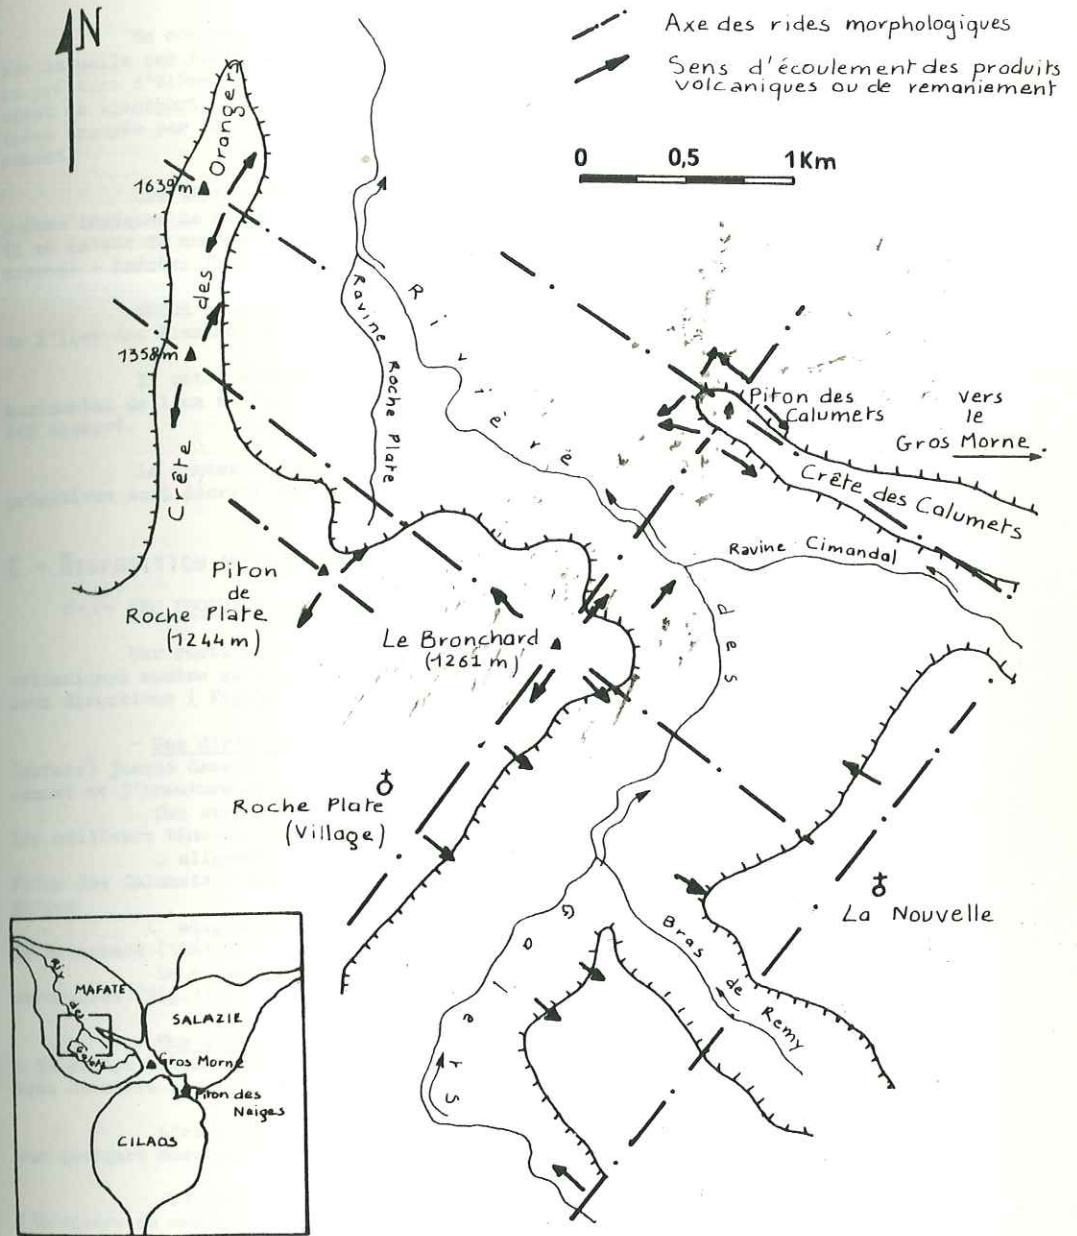 N
Axe des rides morphologiques
Sens d'écoulement des produits
volcaniques ou de remaniement
0 0,5 1Km
Crête des Orangers
1639m
1358m
Ravine Roche Plate
Rivière des Galets
Piton des
Calumets
vers
le
Gros Morne
Crête des Calumets
Ravine Cimandal
Piton
de
Roche Plate
(1244m)
Le Bronchard
(1261 m)
Roche Plate
(Village)
La Nouvelle
Bras de Remy
MAFATE
Riv des Galets
SALAZIE
Gros Morne
Piton des
Neiges
CILAOS